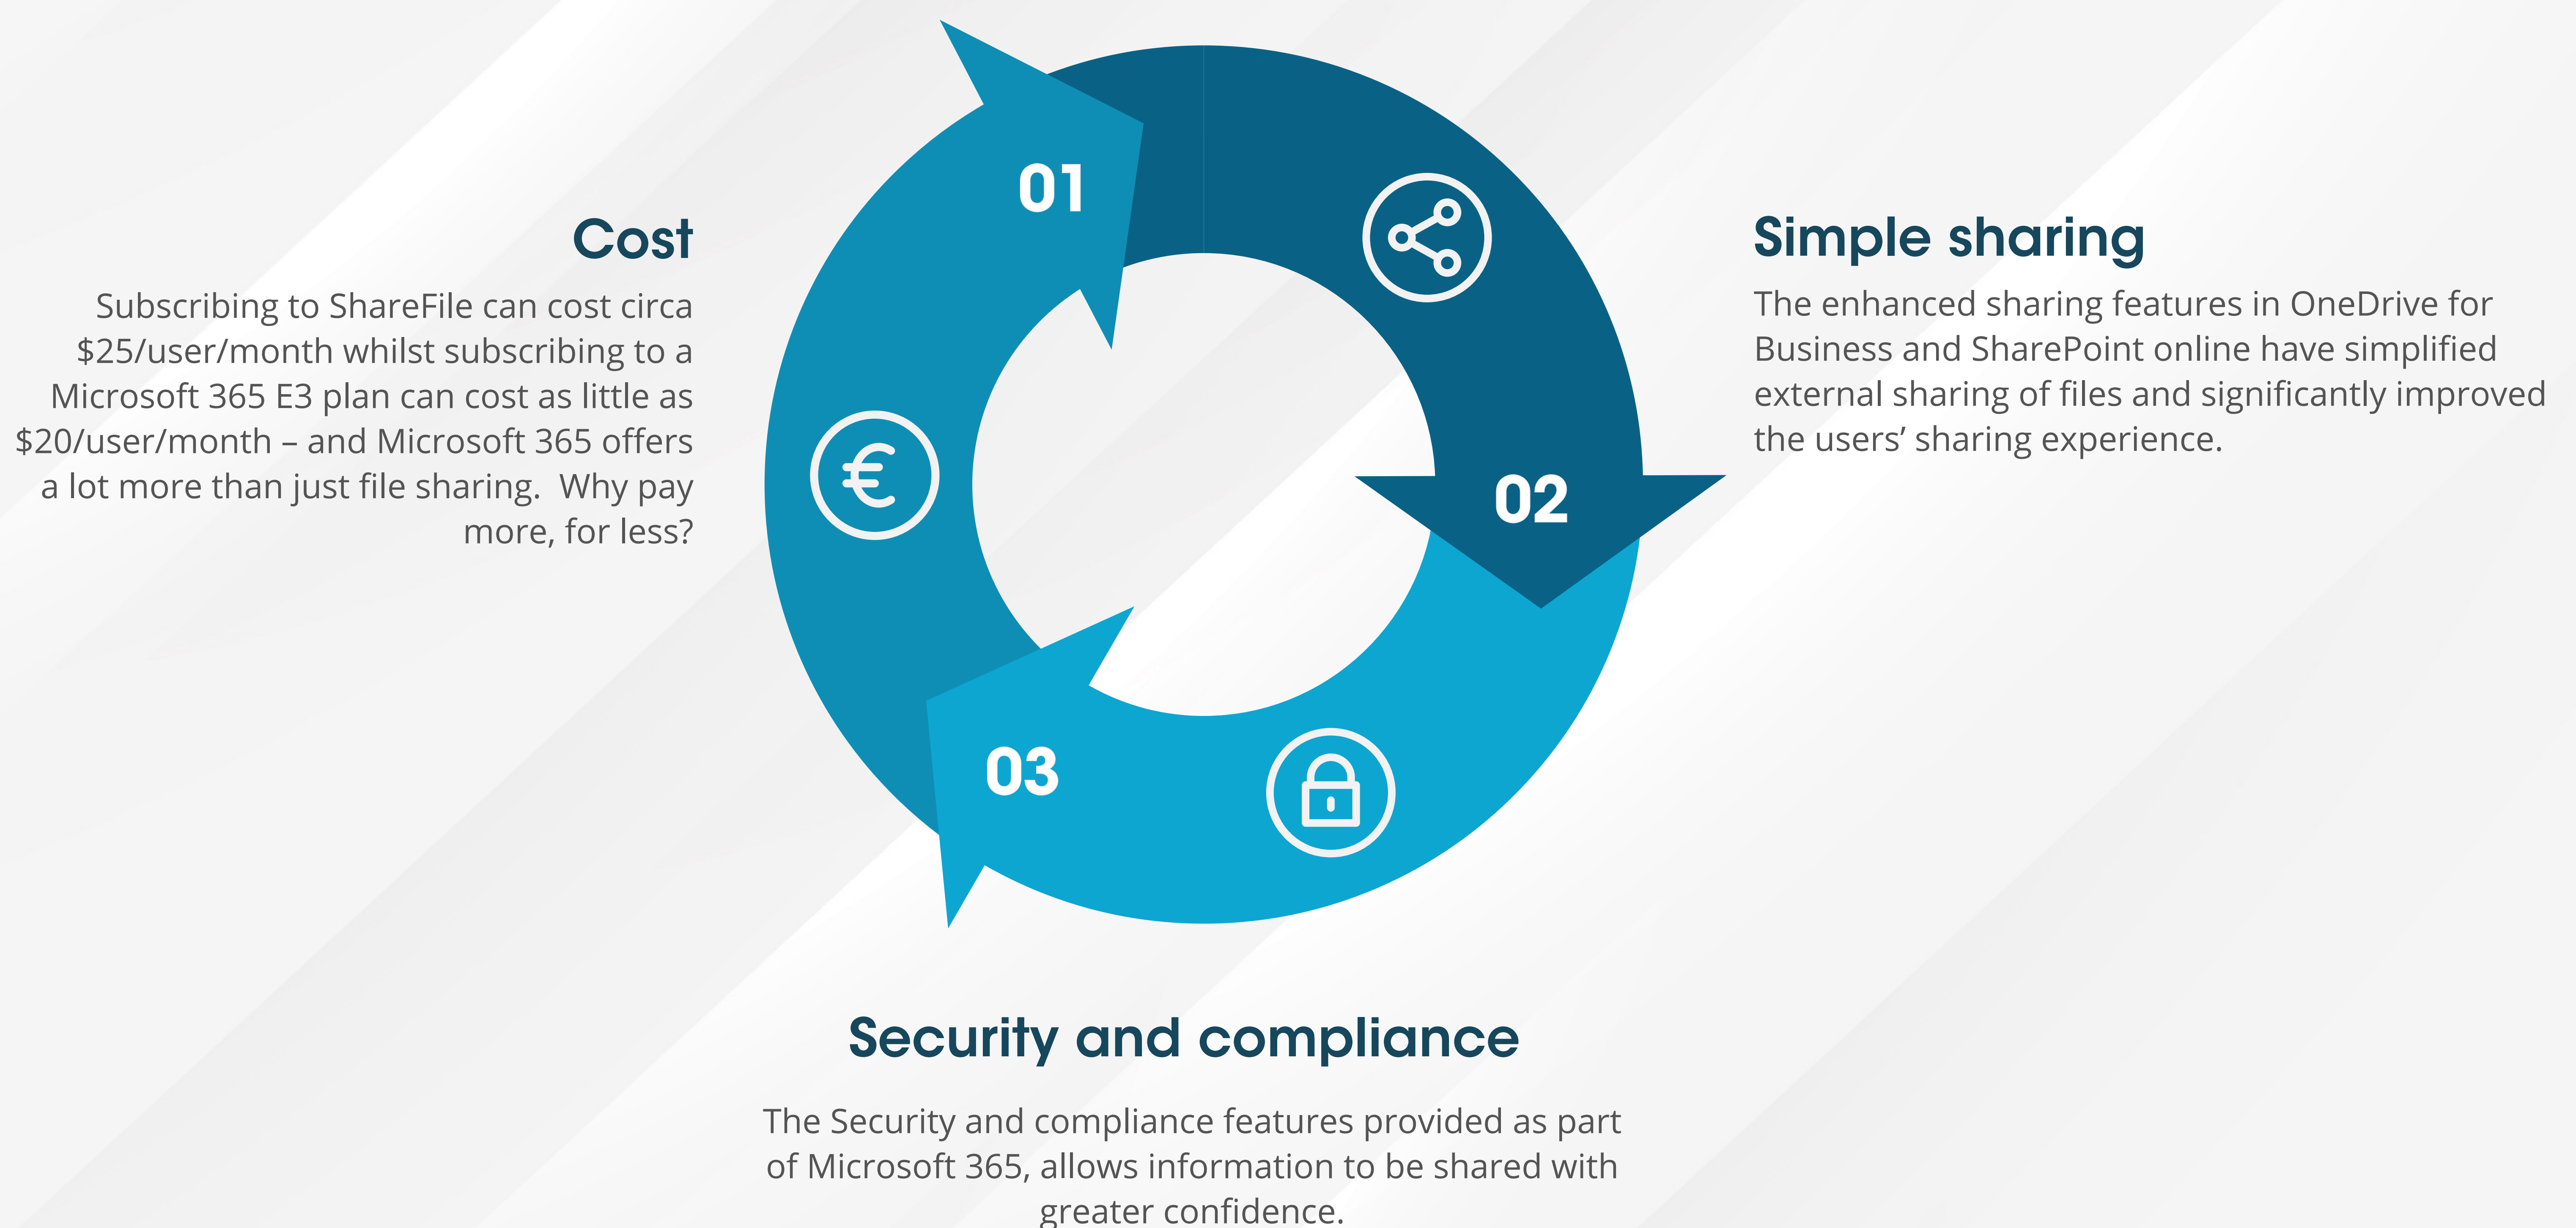 01
Cost
Subscribing to ShareFile can cost circa
$25/user/month whilst subscribing to a
Microsoft 365 E3 plan can cost as little as
$20/user/month – and Microsoft 365 offers
a lot more than just file sharing.  Why pay
more, for less?
Simple sharing
The enhanced sharing features in OneDrive for
Business and SharePoint online have simplified
external sharing of files and significantly improved
the users’ sharing experience.
02
03
Security and compliance
The Security and compliance features provided as part
of Microsoft 365, allows information to be shared with
greater confidence.